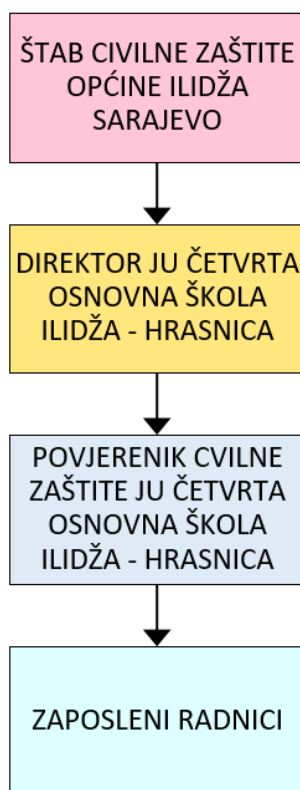 ŠTAB CIVILNE ZAŠTITE
OPĆINE ILIDŽA
SARAJEVO
DIREKTOR JU ČETVRTA
OSNOVNA ŠKOLA
ILIDŽA - HRASNICA
POVJERENIK CVILNE
ZAŠTITE JU ČETVRTA
OSNOVNA ŠKOLA
ILIDŽA - HRASNICA
ZAPOSLENI RADNICI